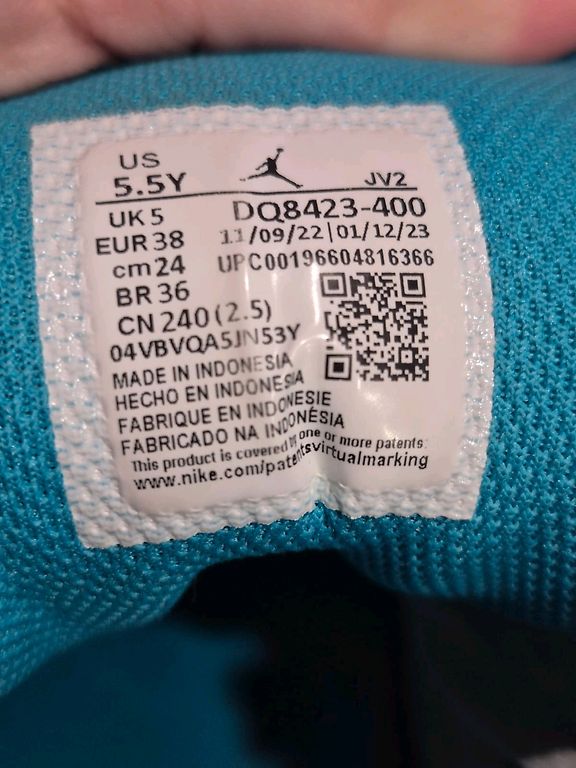 US
5.5Y
JV2
UK 5
DQ8423-400
EUR 38
11/09/22|01/12/23
cm 24
UPC00196604816366
BR 36
CN 240 (2.5)
04VBVQA5JN53Y
MADE IN INDONESIA
HECHO EN INDONESIA
FABRIQUE EN INDONESIE
FABRICADO NA INDONÉSIA
This product is covered by one or more patents:
www.nike.com/patentsvirtualmarking